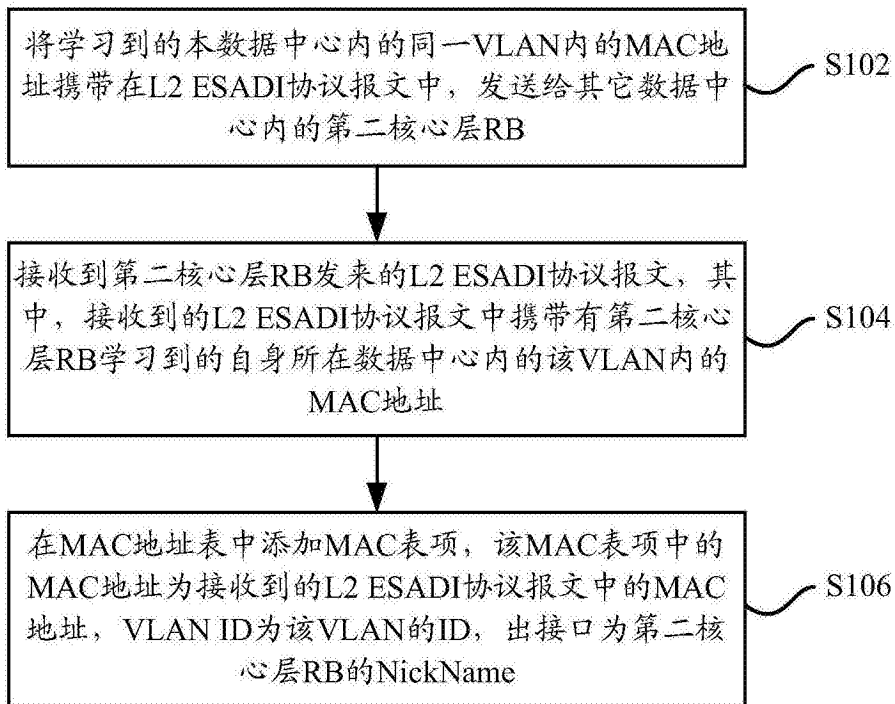 将学习到的本数据中心内的同一VLAN内的MAC地
址携带在L2 ESADI协议报文中，发送给其它数据中
心内的第二核心层RB
S102
接收到第二核心层RB发来的L2 ESADI协议报文，其
中，接收到的L2 ESADI协议报文中携带有第二核心
层RB学习到的自身所在数据中心内的该VLAN内的
MAC地址
S104
在MAC地址表中添加MAC表项，该MAC表项中的
MAC地址为接收到的L2 ESADI协议报文中的MAC
地址，VLAN ID为该VLAN的ID，出接口为第二核
心层RB的NickName
S106